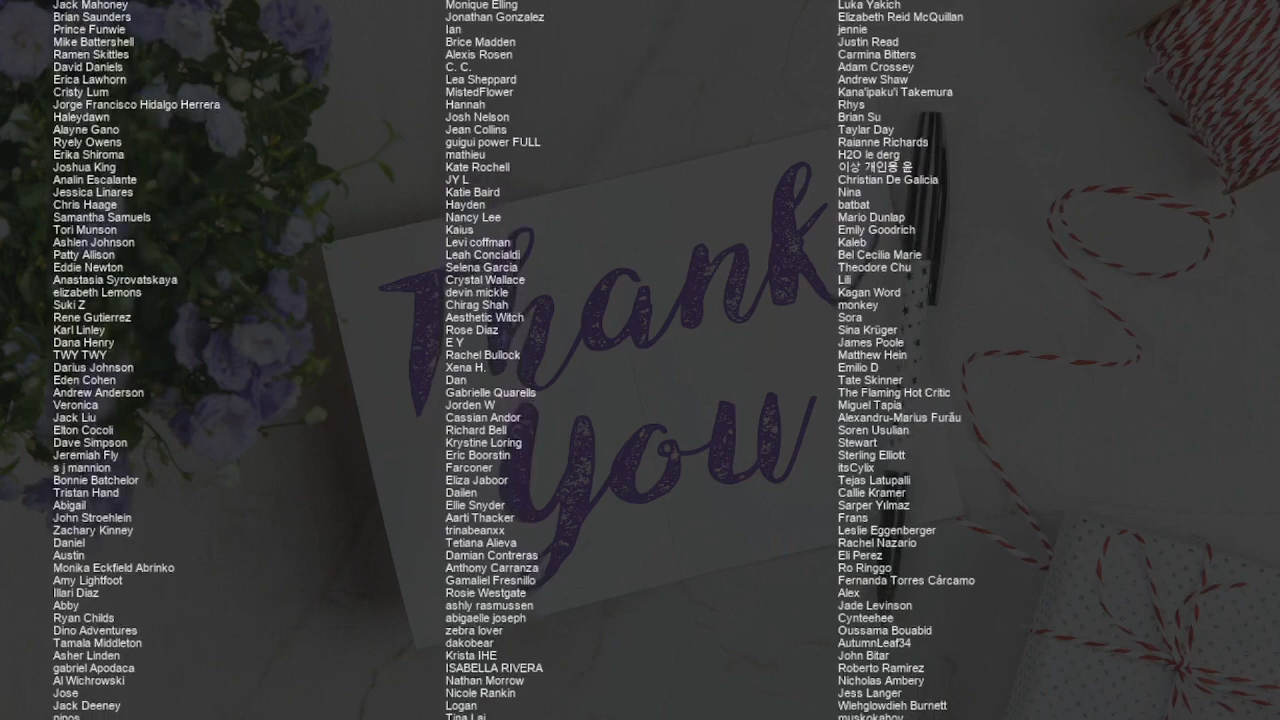 Jack Mahoney
Brian Saunders
Prince Funwie
Mike Battershell
Ramen Skittles
David Daniels
Erica Lawhorn
Cristy Lum
Jorge Francisco Hidalgo Herrera
Haleydawn
Alayne Gano
Ryely Owens
Erika Shiroma
Joshua King
Analin Escalante
Jessica Linares
Chris Haage
Samantha Samuels
Tori Munson
Ashlen Johnson
Patty Allison
Eddie Newton
Anastasia Syrovatskaya
elizabeth Lemons
Suki Z
Rene Gutierrez
Karl Linley
Dana Henry
TWY TWY
Darius Johnson
Eden Cohen
Andrew Anderson
Veronica
Jack Liu
Elton Cocoli
Dave Simpson
Jeremiah Fly
s j mannion
Bonnie Batchelor
Tristan Hand
Abigail
John Stroehlein
Zachary Kinney
Daniel
Austin
Monika Eckfield Abrinko
Amy Lightfoot
Illari Diaz
Abby
Ryan Childs
Dino Adventures
Tamala Middleton
Asher Linden
gabriel Apodaca
Al Wichrowski
Jose
Jack Deeney
Monique Elling
Jonathan Gonzalez
Ian
Brice Madden
Alexis Rosen
C. C.
Lea Sheppard
MistedFlower
Hannah
Josh Nelson
Jean Collins
guigui power FULL
mathieu
Kate Rochell
JY L
Katie Baird
Hayden
Nancy Lee
Kaius
Levi coffman
Leah Concialdi
Selena Garcia
Crystal Wallace
devin mickle
Chirag Shah
Aesthetic Witch
Rose Diaz
E Y
Rachel Bullock
Xena H.
Dan
Gabrielle Quarells
Jorden W
Cassian Andor
Richard Bell
Krystine Loring
Eric Boorstin
Farconer
Eliza Jaboor
Dailen
Ellie Snyder
Aarti Thacker
trinabeanxx
Tetiana Alieva
Damian Contreras
Anthony Carranza
Gamaliel Fresnillo
Rosie Westgate
ashly rasmussen
abigaelle joseph
zebra lover
dakobear
Krista IHE
ISABELLA RIVERA
Nathan Morrow
Nicole Rankin
Logan
Tina Lai
Luka Yakich
Elizabeth Reid McQuillan
jennie
Justin Read
Carmina Bitters
Adam Crossey
Andrew Shaw
Kana'ipaku'i Takemura
Rhys
Brian Su
Taylar Day
Raianne Richards
H2O le derg
이상 개인용 윤
Christian De Galicia
Nina
batbat
Mario Dunlap
Emily Goodrich
Kaleb
Bel Cecilia Marie
Theodore Chu
Lili
Kagan Word
monkey
Sora
Sina Krüger
James Poole
Matthew Hein
Emilio D
Tate Skinner
The Flaming Hot Critic
Miguel Tapia
Alexandru-Marius Furău
Soren Usulian
Stewart
Sterling Elliott
itsCylix
Tejas Latupalli
Callie Kramer
Sarper Yılmaz
Frans
Leslie Eggenberger
Rachel Nazario
Eli Perez
Ro Ringgo
Fernanda Torres Cárcamo
Alex
Jade Levinson
Cynteehee
Oussama Bouabid
AutumnLeaf34
John Bitar
Roberto Ramirez
Nicholas Ambery
Jess Langer
Wiehglowdieh Burnett
Thank
you